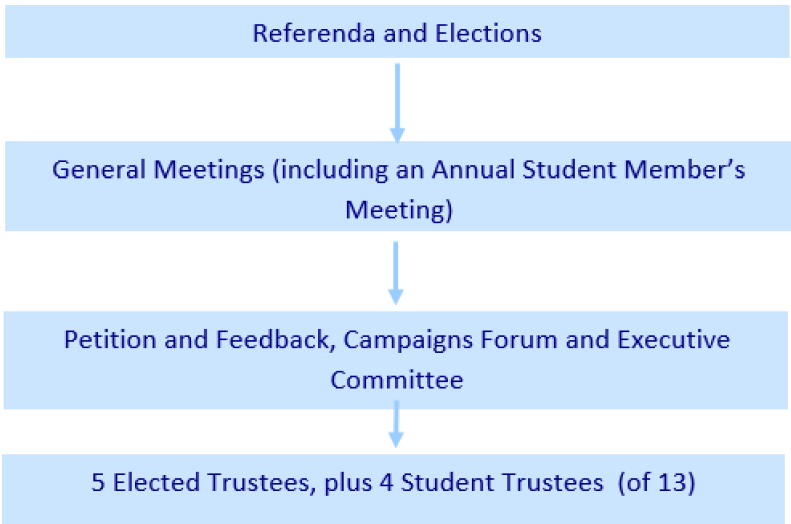 Referenda and Elections
General Meetings (including an Annual Student Member’s
Meeting)
Petition and Feedback, Campaigns Forum and Executive
Committee
5 Elected Trustees, plus 4 Student Trustees (of 13)